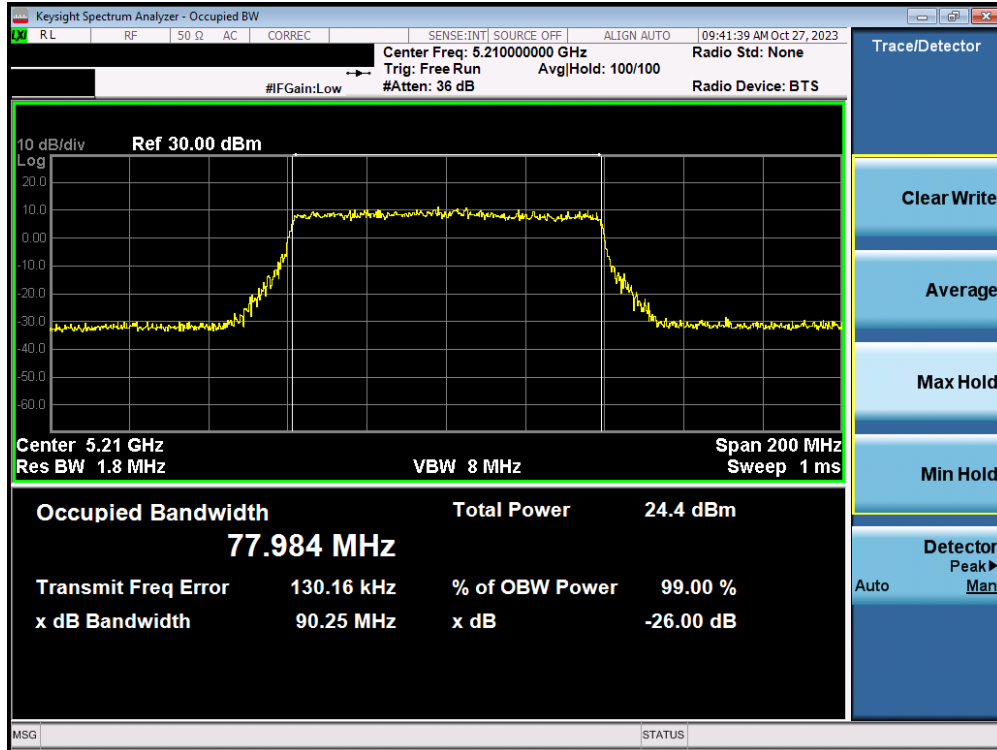 Keysight Spectrum Analyzer - Occupied BW
LXI RL RF 50 Ω AC CORREC SENSE:INT SOURCE OFF ALIGN AUTO 09:41:39 AM Oct 27, 2023
Center Freq: 5.210000000 GHz Radio Std: None
Trig: Free Run Avg|Hold: 100/100
#IFGain:Low #Atten: 36 dB Radio Device: BTS
Trace/Detector
10 dB/div Ref 30.00 dBm
Log
20.0
10.0
0.00
-10.0
-20.0
-30.0
-40.0
-50.0
-60.0
Center 5.21 GHz Span 200 MHz
Res BW 1.8 MHz VBW 8 MHz Sweep 1 ms
Occupied Bandwidth Total Power 24.4 dBm
77.984 MHz
Transmit Freq Error 130.16 kHz % of OBW Power 99.00 %
x dB Bandwidth 90.25 MHz x dB -26.00 dB
Clear Write
Average
Max Hold
Min Hold
Detector
Peak▶
Auto Man
MSG STATUS